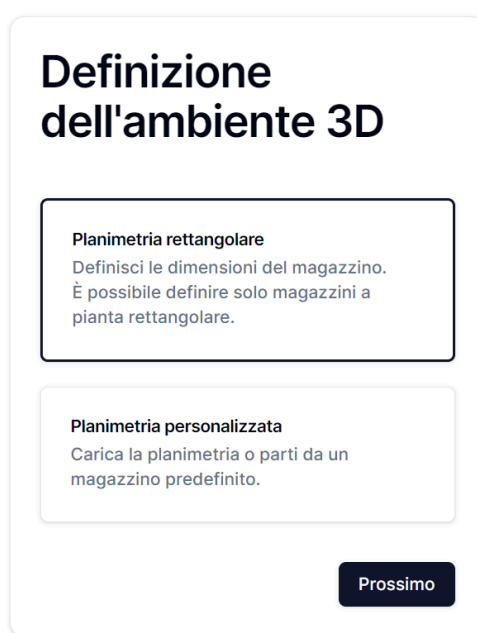 Definizione
dell'ambiente 3D
Planimetria rettangolare
Definisci le dimensioni del magazzino.
È possibile definire solo magazzini a
pianta rettangolare.
Planimetria personalizzata
Carica la planimetria o parti da un
magazzino predefinito.
Prossimo